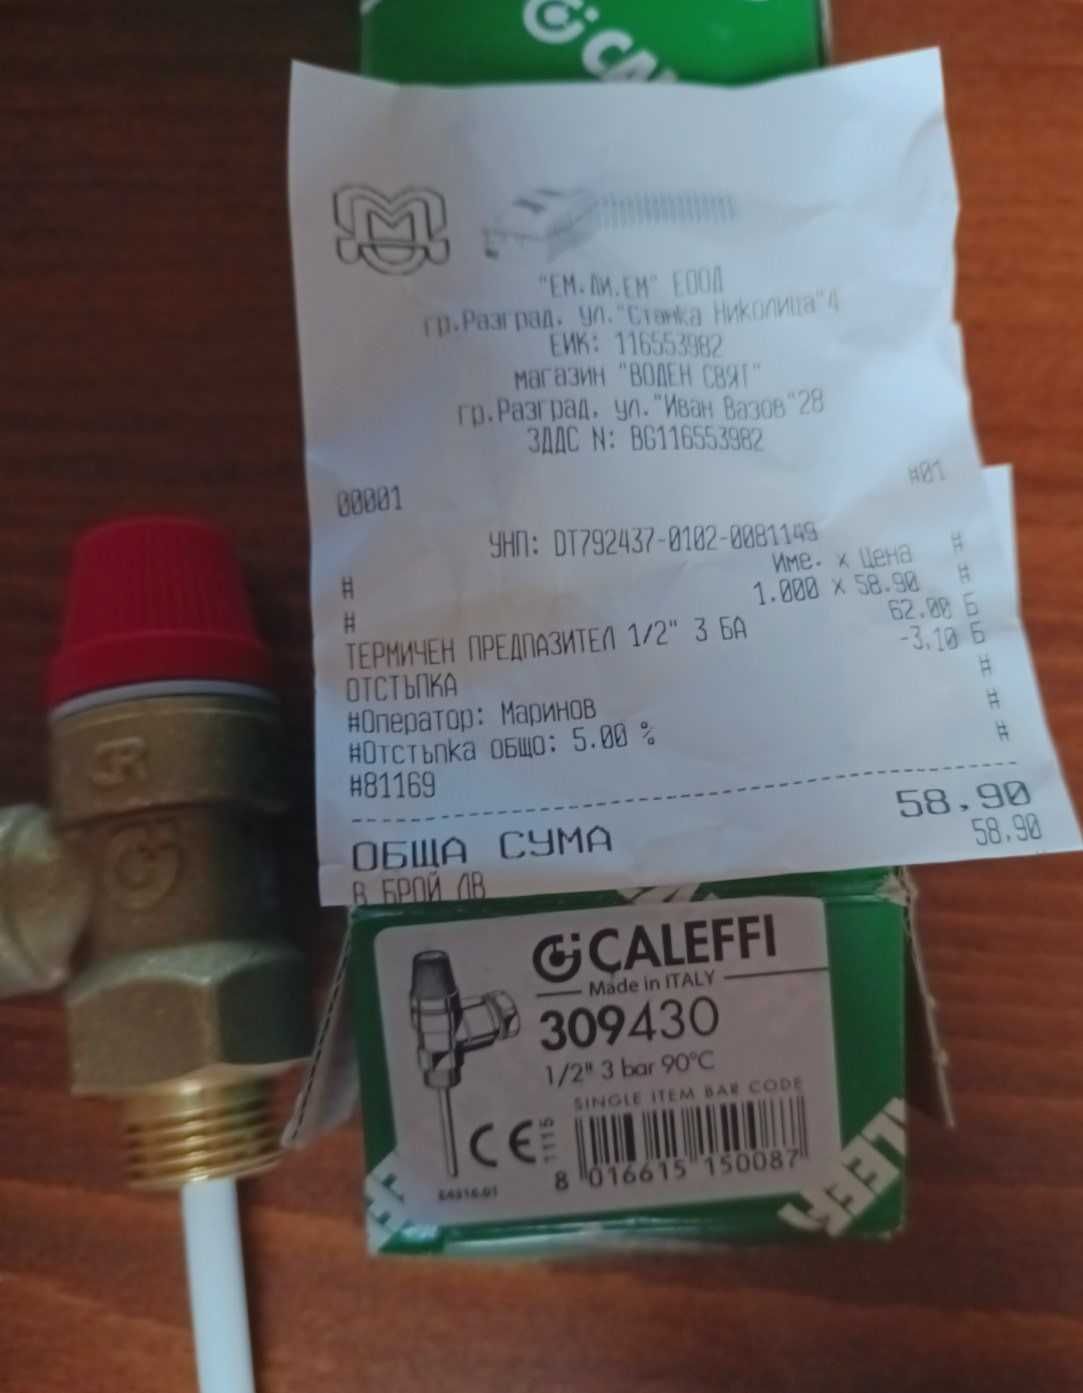 CAL
"ЕМ.ДИ.ЕМ" ЕООД
гр.Разград, ул."Станка Николица"4
ЕИК: 116553982
магазин "ВОДЕН СВЯТ"
гр.Разград, ул."Иван Вазов"28
ЗДДС N: BG116553982
00001 #01
УНП: DT792437-0102-0081149
# Име. x Цена #
# 1.000 x 58.90 #
ТЕРМИЧЕН ПРЕДПАЗИТЕЛ 1/2" 3 БА 62.00 Б
ОТСТЪПКА -3,10 Б
#Оператор: Маринов #
#Отстъпка общо: 5.00 % #
#81169 #
ОБЩА СУМА 58,90
В БРОЙ ЛВ 58.90
CALEFFI
Made in ITALY
309430
1/2" 3 bar 90°C
SINGLE ITEM BAR CODE
CE 1115
8 016615 150087
64316.01